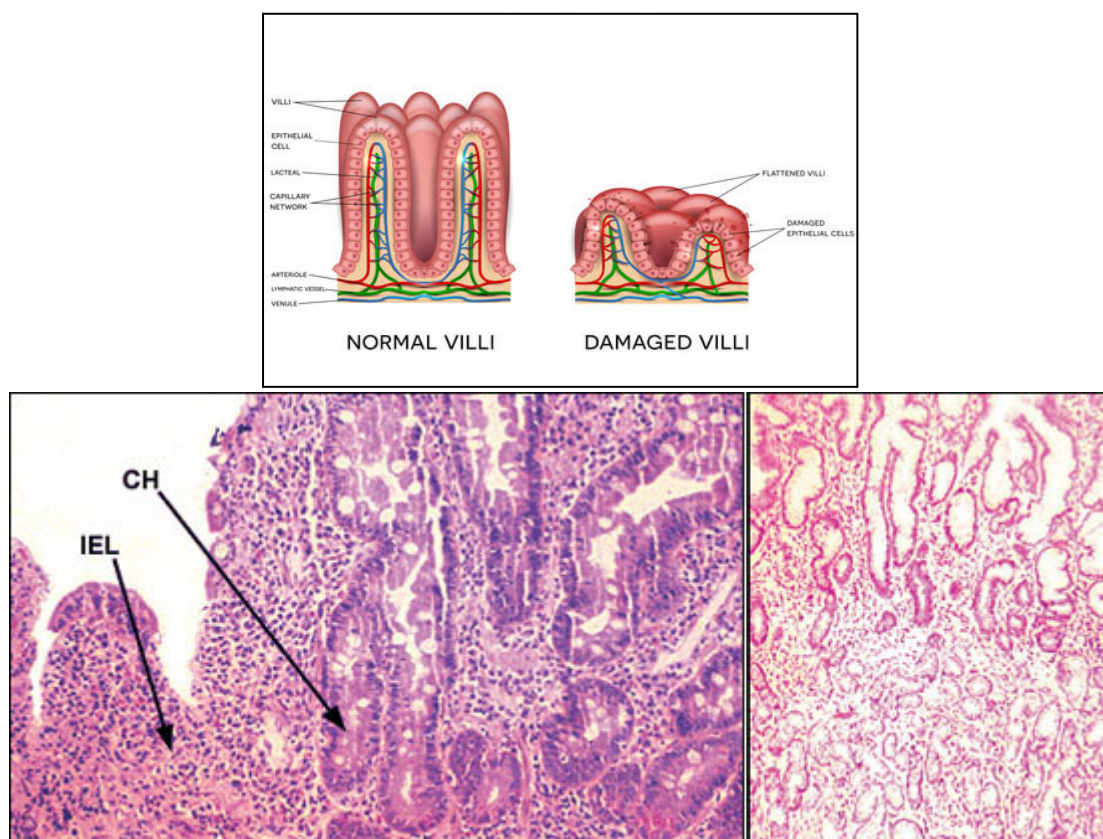 VILLI
EPITHELIAL
CELL
LACTEAL
CAPILLARY
NETWORK
ARTERIOLE
LYMPHATIC VESSEL
VENULE
NORMAL VILLI
FLATTENED VILLI
DAMAGED
EPITHELIAL CELLS
DAMAGED VILLI
CH
IEL